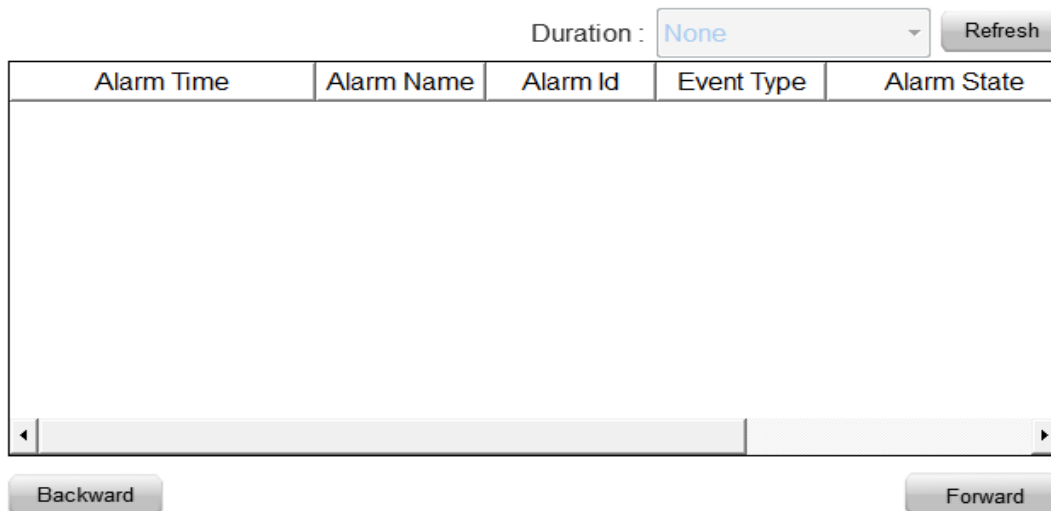 Duration : None Refresh
Alarm Time Alarm Name Alarm Id Event Type Alarm State
Backward Forward